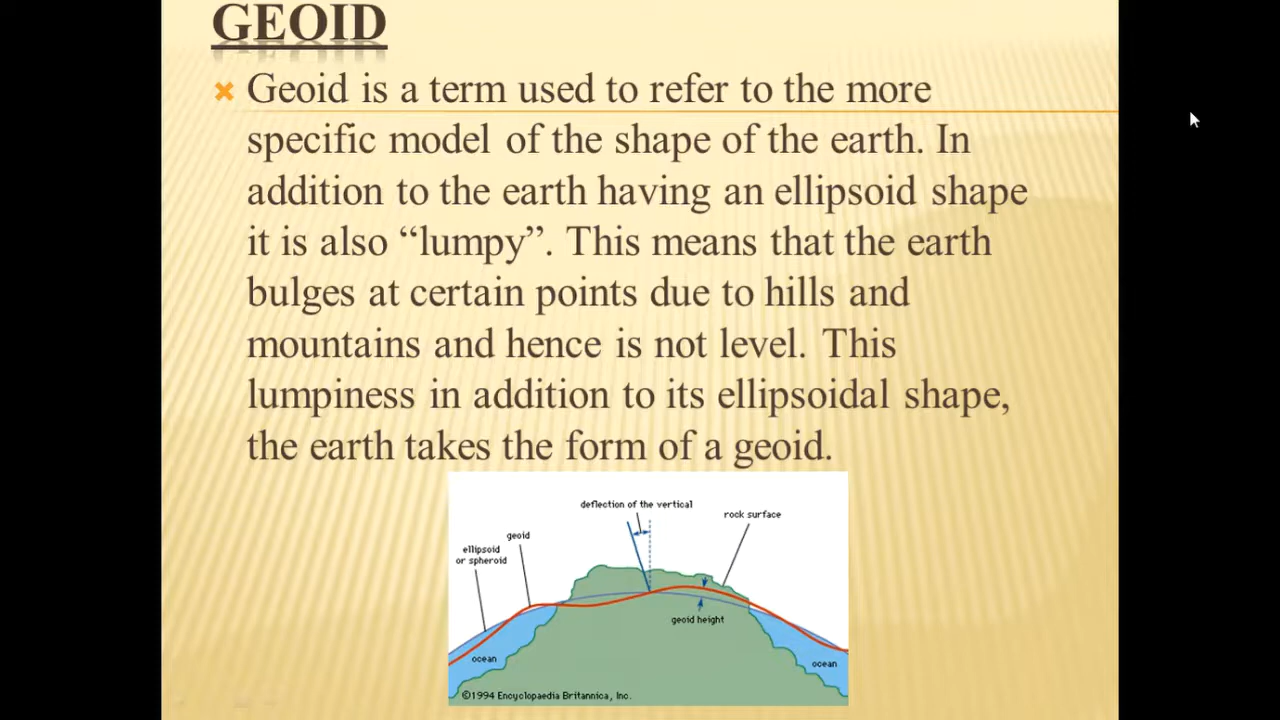 GEOID
Geoid is a term used to refer to the more
specific model of the shape of the earth. In
addition to the earth having an ellipsoid shape
it is also “lumpy”. This means that the earth
bulges at certain points due to hills and
mountains and hence is not level. This
lumpiness in addition to its ellipsoidal shape,
the earth takes the form of a geoid.
deflection of the vertical
rock surface
geoid
ellipsoid
or spheroid
geoid height
ocean
ocean
©1994 Encyclopaedia Britannica, Inc.